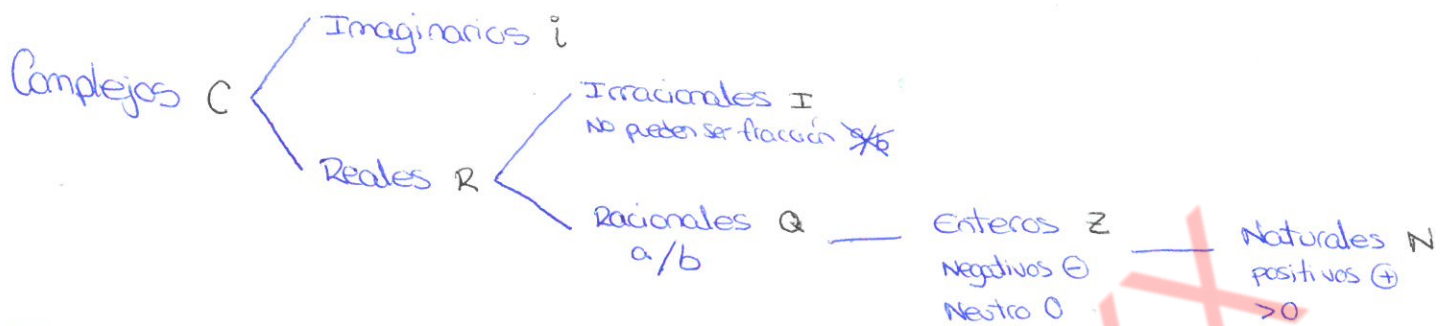 Imaginarios i
Complejos C
Irracionales I
No pueden ser fracción a/b
Reales R
Racionales Q
a/b
Enteros Z
Negativos ⊖
Neutro 0
Naturales N
positivos ⊕
>0